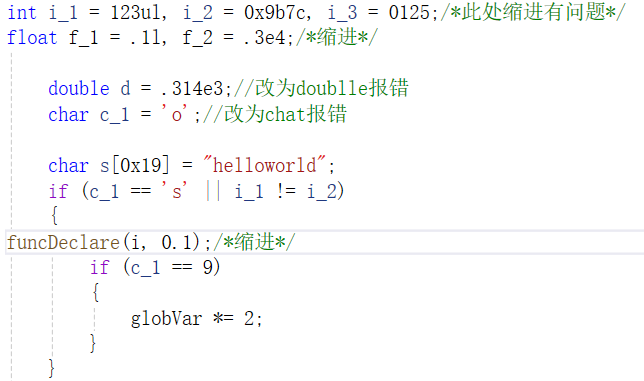 int i_1 = 123ul, i_2 = 0x9b7c, i_3 = 0125;/*此处缩进有问题*/
float f_1 = .1l, f_2 = .3e4;/*缩进*/
double d = .314e3;//改为doublle报错
char c_1 = 'o';//改为chat报错
char s[0x19] = "helloworld";
if (c_1 == 's' || i_1 != i_2)
{
funcDeclare(i, 0.1);/*缩进*/
if (c_1 == 9)
{
globVar *= 2;
}
}